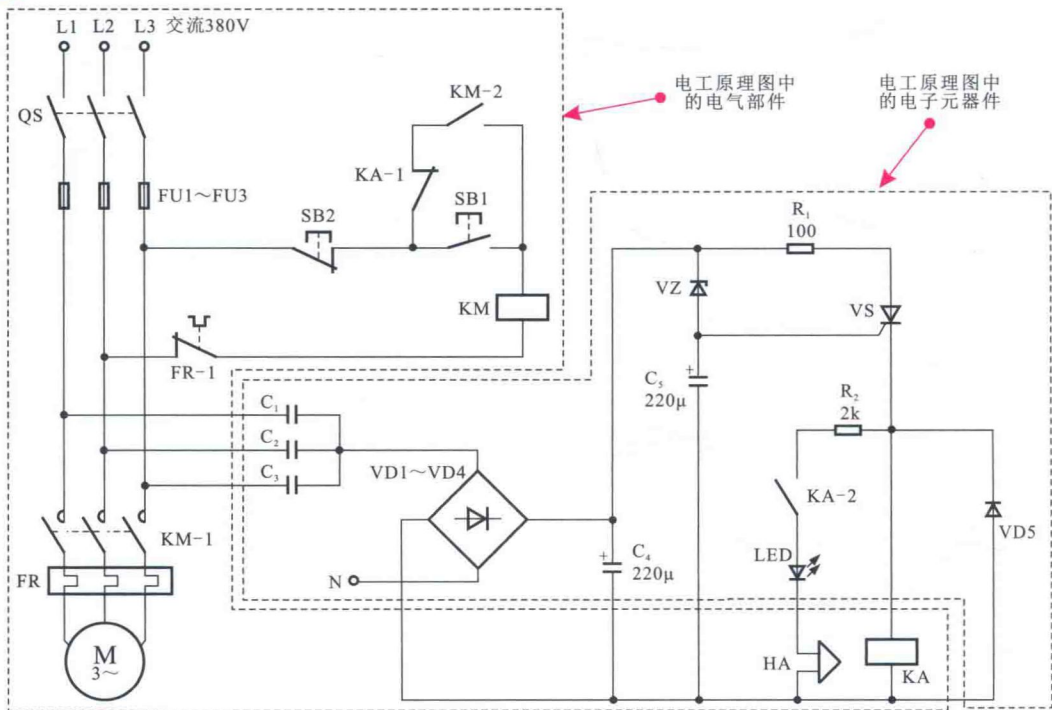 L1 L2 L3 交流380V
QS
FU1～FU3
KM-2
KA-1
SB2
SB1
KM
FR-1
电工原理图中
的电气部件
电工原理图中
的电子元器件
R₁
100
VZ
VS
C₅
220μ
R₂
2k
C₁
C₂
C₃
VD1～VD4
KA-2
VD5
KM-1
LED
C₄
220μ
N
FR
M
3～
HA
KA
+
+